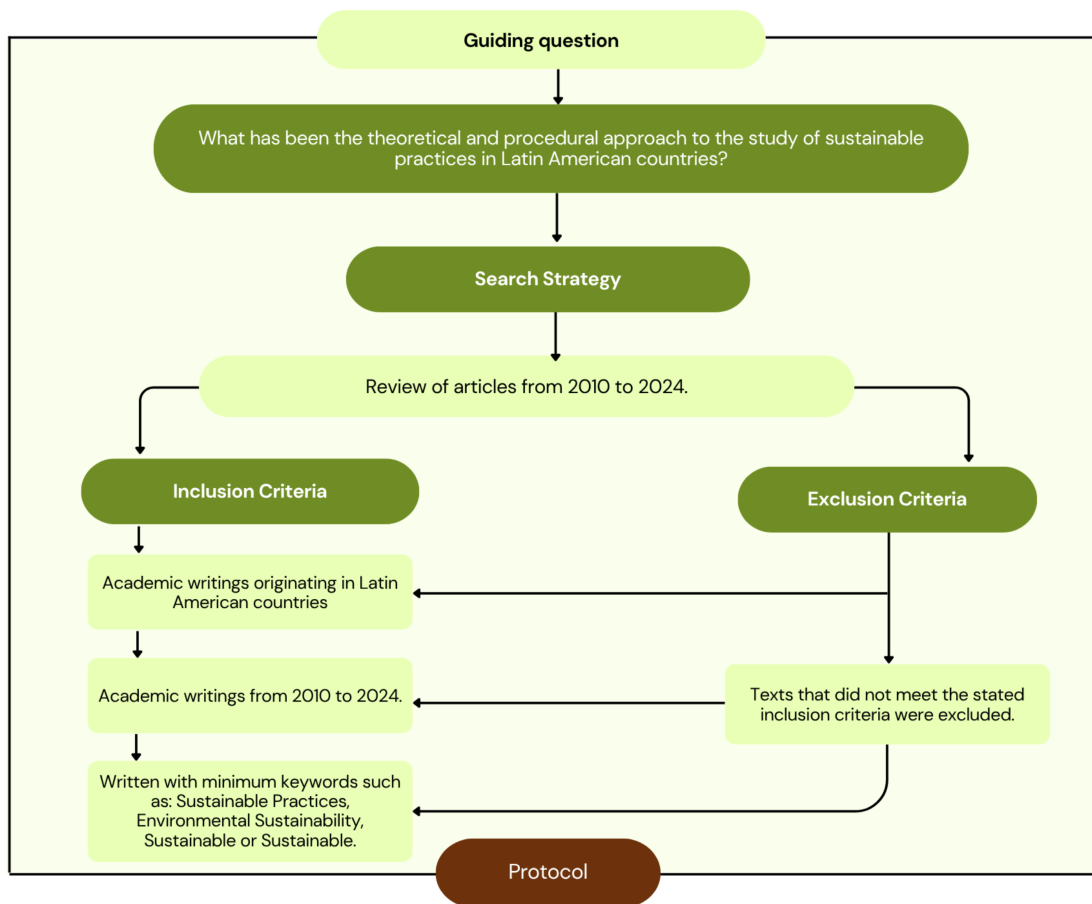 Guiding question
What has been the theoretical and procedural approach to the study of sustainable
practices in Latin American countries?
Search Strategy
Review of articles from 2010 to 2024.
Inclusion Criteria
Exclusion Criteria
Academic writings originating in Latin
American countries
Academic writings from 2010 to 2024.
Texts that did not meet the stated
inclusion criteria were excluded.
Written with minimum keywords such
as: Sustainable Practices,
Environmental Sustainability,
Sustainable or Sustainable.
Protocol